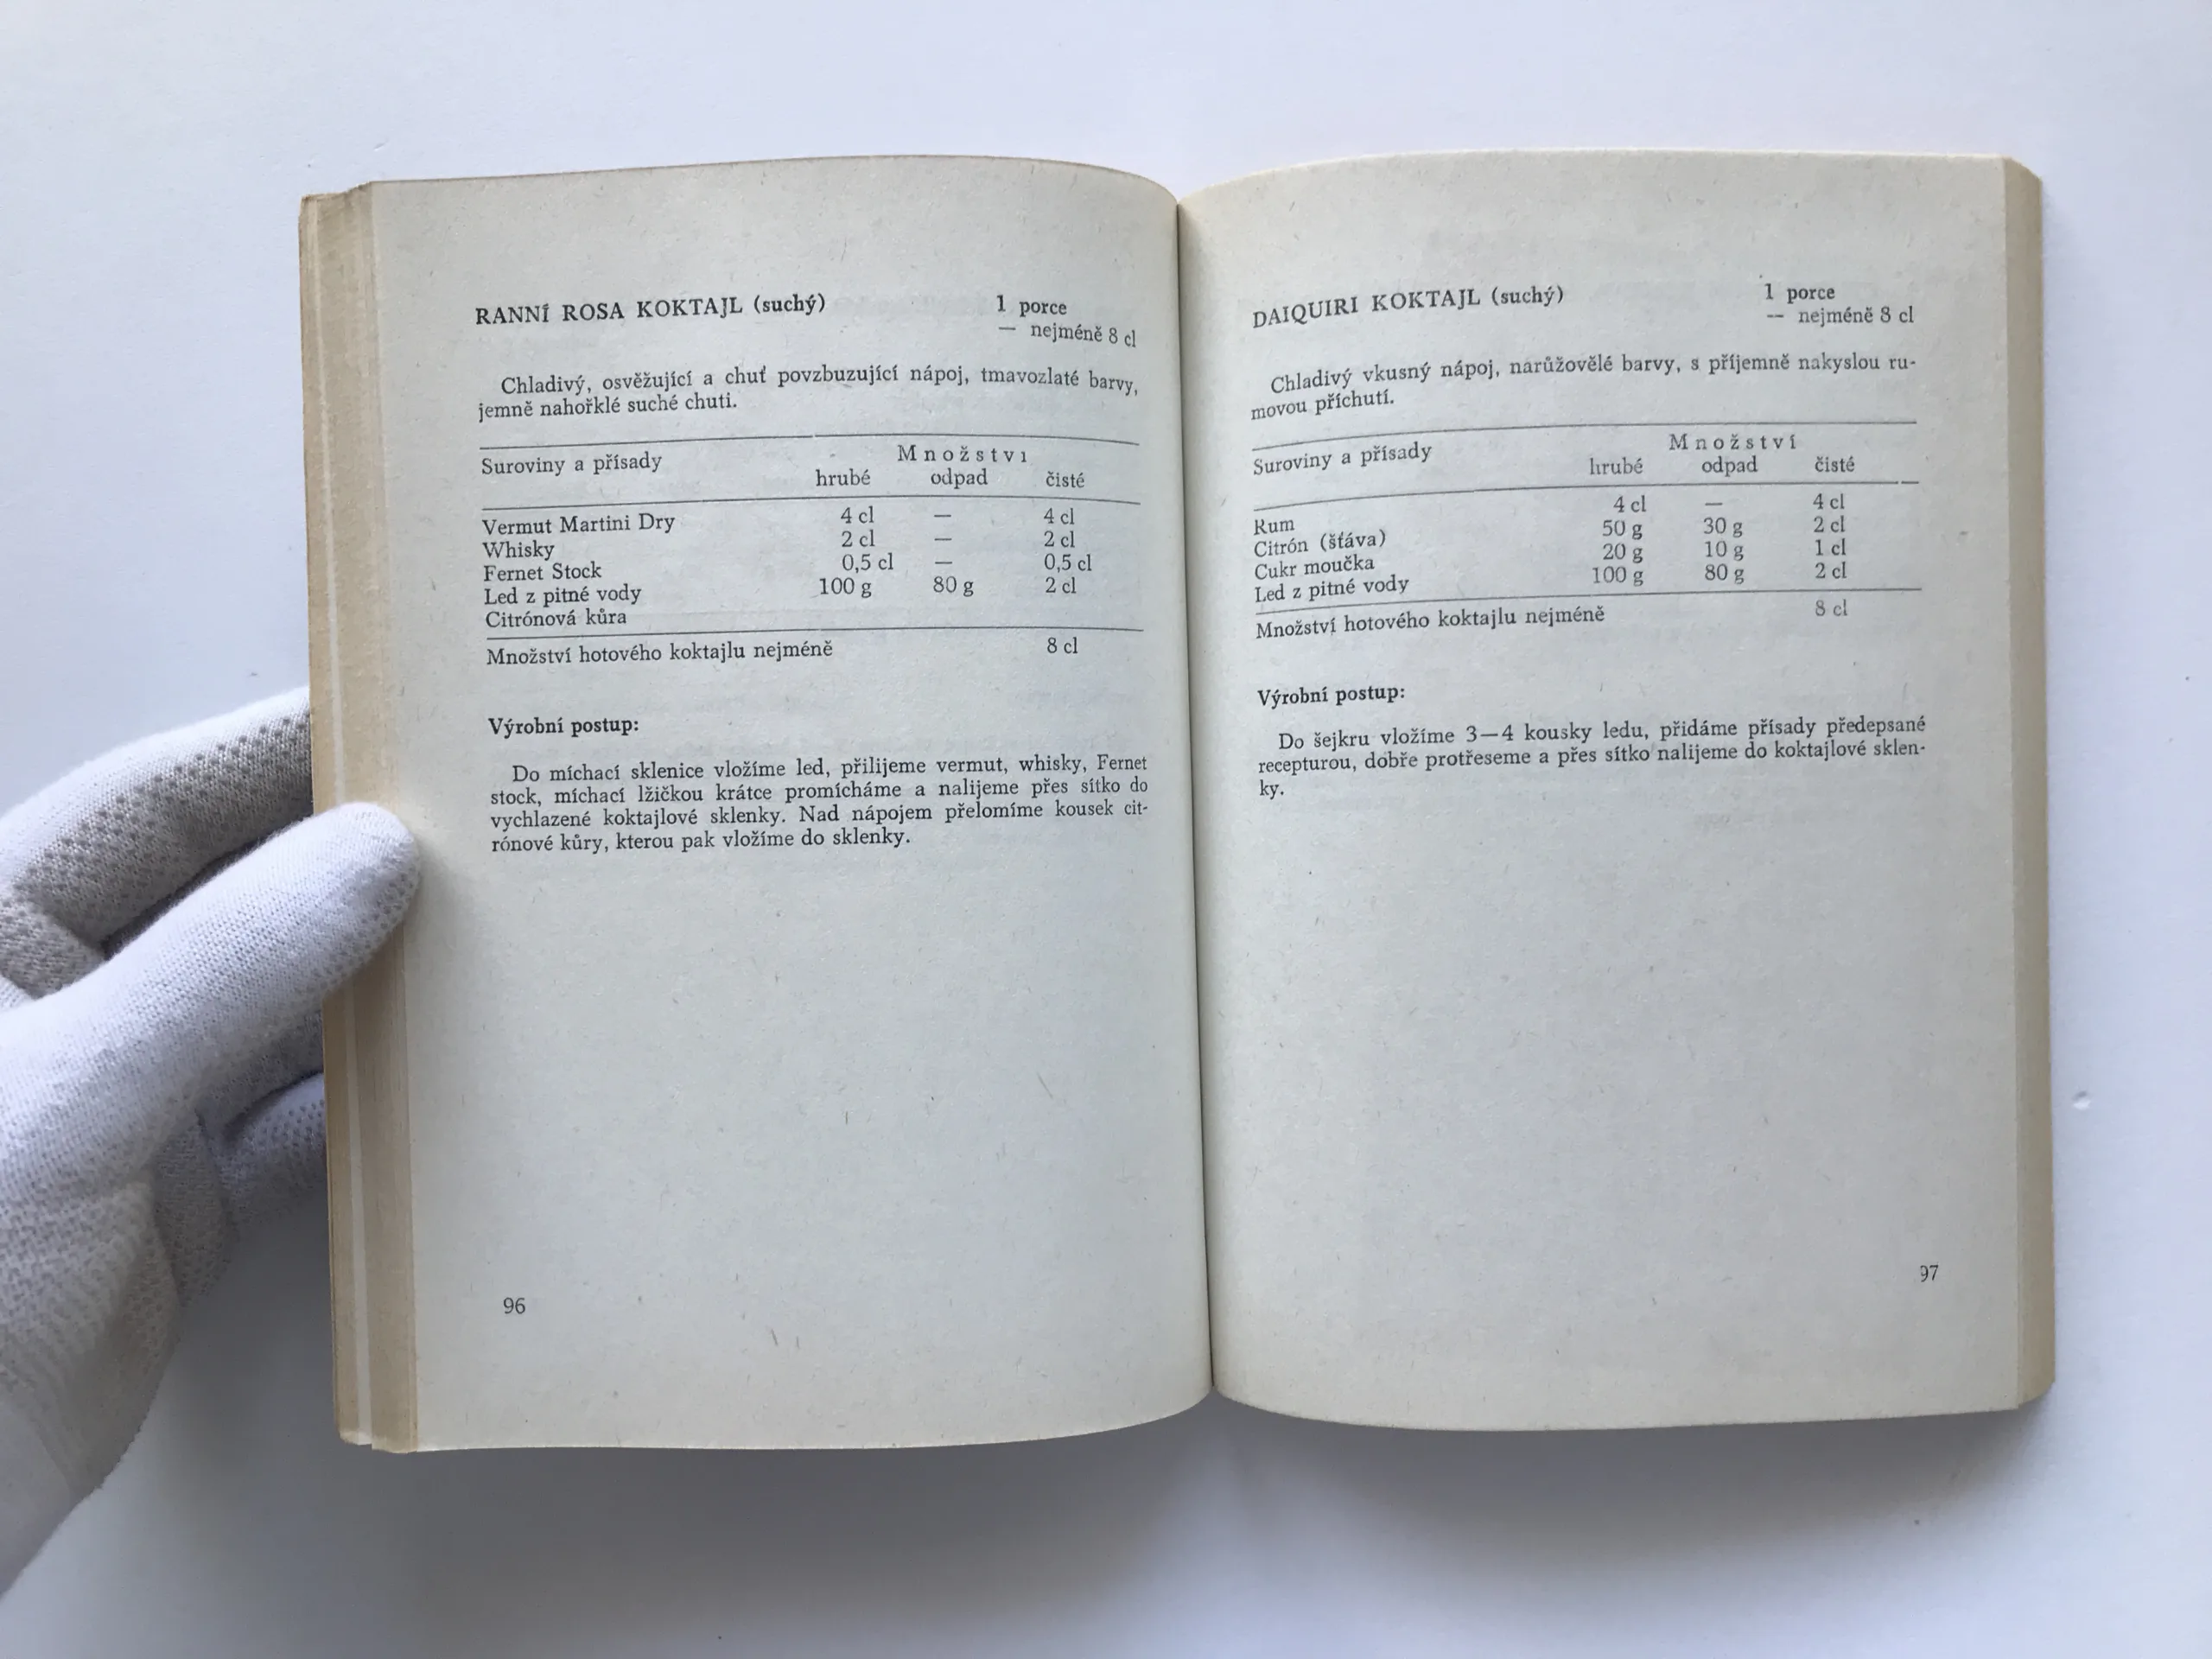 RANNÍ ROSA KOKTAJL (suchý) 1 porce
— nejméně 8 cl
Chladivý, osvěžující a chuť povzbuzující nápoj, tmavozlaté barvy,
jemně nahořklé suché chuti.
Suroviny a přísady Množství
hrubé odpad čisté
Vermut Martini Dry 4 cl — 4 cl
Whisky 2 cl — 2 cl
Fernet Stock 0,5 cl — 0,5 cl
Led z pitné vody 100 g 80 g 2 cl
Citrónová kůra
Množství hotového koktajlu nejméně 8 cl
Výrobní postup:
Do míchací sklenice vložíme led, přilijeme vermut, whisky, Fernet
stock, míchací lžičkou krátce promícháme a nalijeme přes sítko do
vychlazené koktajlové sklenky. Nad nápojem přelomíme kousek cit-
rónové kůry, kterou pak vložíme do sklenky.
96
DAIQUIRI KOKTAJL (suchý) 1 porce
— nejméně 8 cl
Chladivý vkusný nápoj, narůžovělé barvy, s příjemně nakyslou ru-
movou příchutí.
Suroviny a přísady Množství
hrubé odpad čisté
Rum 4 cl — 4 cl
Citrón (šťáva) 50 g 30 g 2 cl
Cukr moučka 20 g 10 g 1 cl
Led z pitné vody 100 g 80 g 2 cl
Množství hotového koktajlu nejméně 8 cl
Výrobní postup:
Do šejkru vložíme 3—4 kousky ledu, přidáme přísady předepsané
recepturou, dobře protřeseme a přes sítko nalijeme do koktajlové sklen-
ky.
97